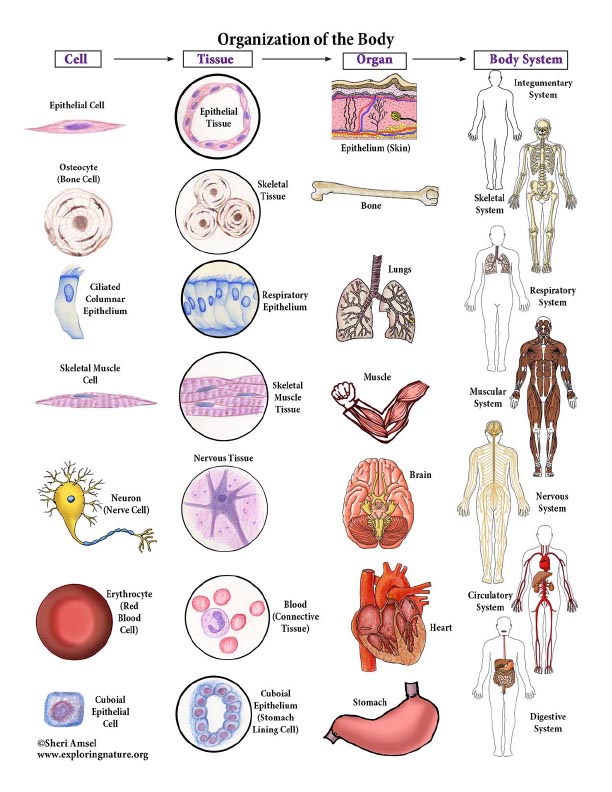 Organization of the Body
Cell
Tissue
Organ
Body System
Epithelial Cell
Epithelial
Tissue
Epithelium (Skin)
Integumentary
System
Osteocyte
(Bone Cell)
Skeletal
Tissue
Bone
Skeletal
System
Ciliated
Columnar
Epithelium
Respiratory
Epithelium
Lungs
Respiratory
System
Skeletal Muscle
Cell
Skeletal
Muscle
Tissue
Muscle
Muscular
System
Neuron
(Nerve Cell)
Nervous Tissue
Brain
Nervous
System
Erythrocyte
(Red
Blood
Cell)
Blood
(Connective
Tissue)
Heart
Circulatory
System
Cuboial
Epithelial
Cell
Cuboial
Epithelium
(Stomach
Lining Cell)
Stomach
Digestive
System
©Sheri Amsel
www.exploringnature.org